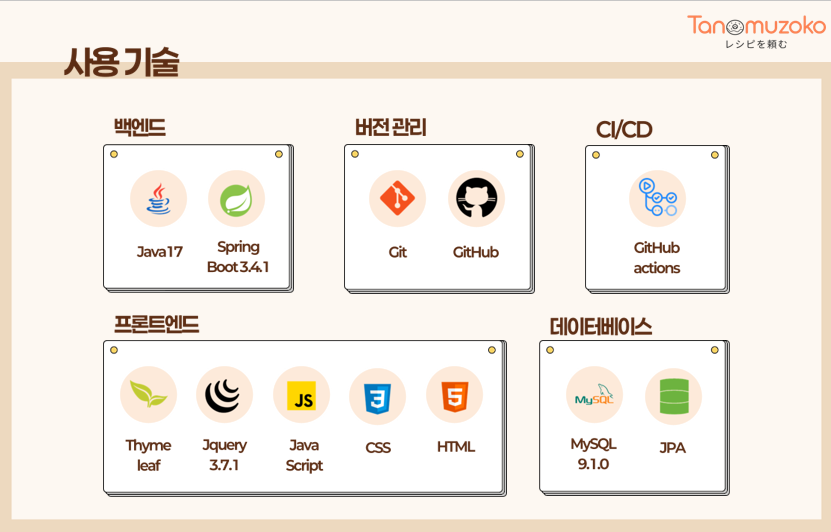 Tanomuzoko
レシピを頼む
사용 기술
백엔드
Java17
Spring
Boot 3.4.1
버전 관리
Git
GitHub
CI/CD
GitHub
actions
프론트엔드
Thyme
leaf
Jquery
3.7.1
JS
Java
Script
3
CSS
5
HTML
데이터베이스
MySQL
MySQL
9.1.0
JPA